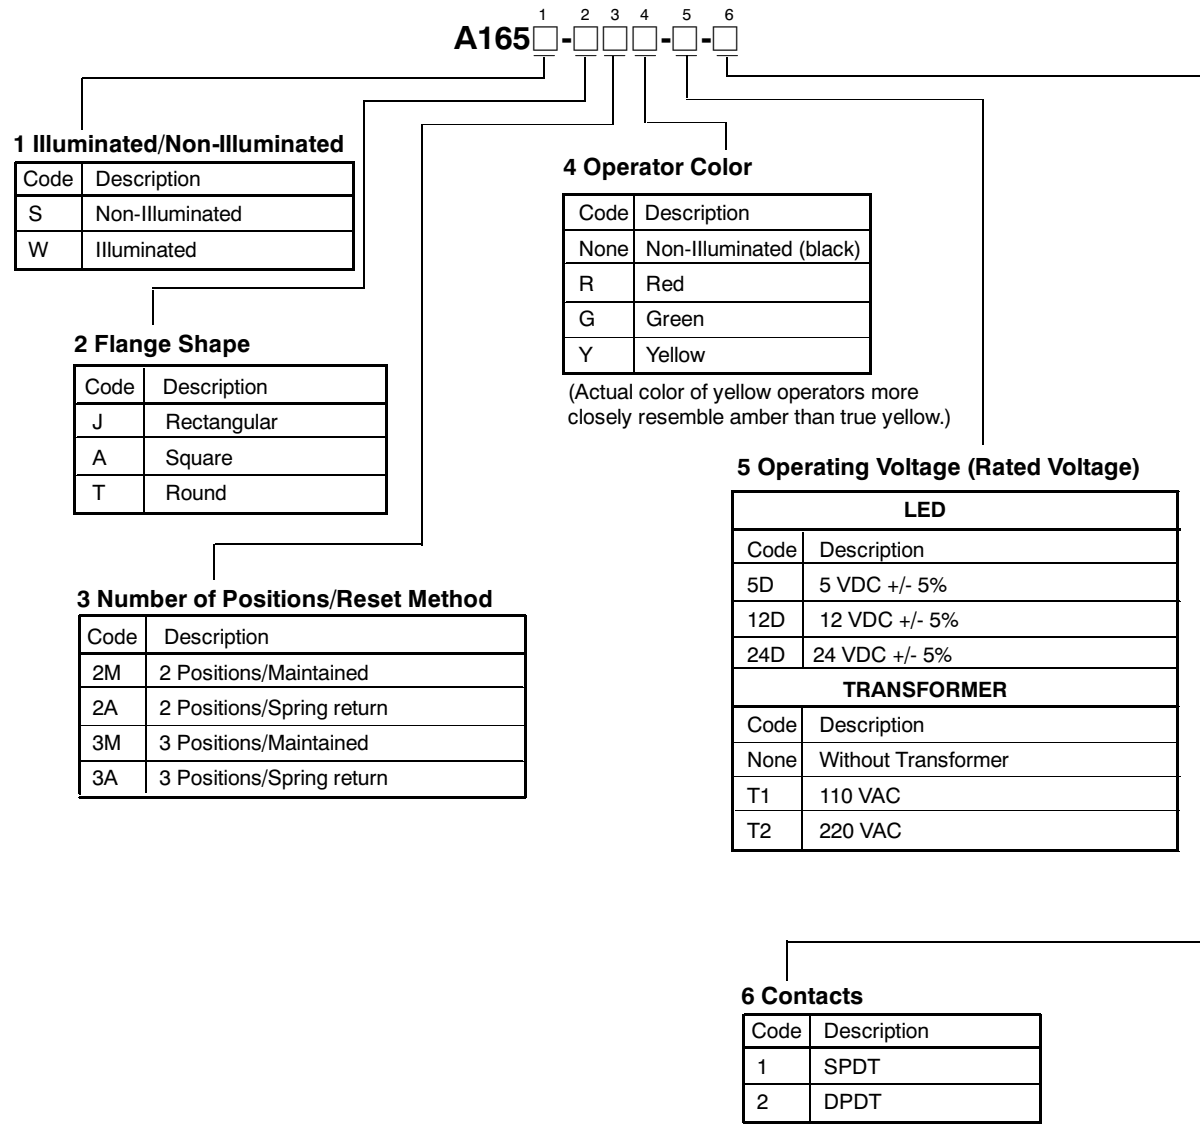 1 2 3 4 5 6
A165□-□□□-□-□
1 Illuminated/Non-Illuminated
Code Description
S Non-Illuminated
W Illuminated
2 Flange Shape
Code Description
J Rectangular
A Square
T Round
3 Number of Positions/Reset Method
Code Description
2M 2 Positions/Maintained
2A 2 Positions/Spring return
3M 3 Positions/Maintained
3A 3 Positions/Spring return
4 Operator Color
Code Description
None Non-Illuminated (black)
R Red
G Green
Y Yellow
(Actual color of yellow operators more
closely resemble amber than true yellow.)
5 Operating Voltage (Rated Voltage)
LED
Code Description
5D 5 VDC +/- 5%
12D 12 VDC +/- 5%
24D 24 VDC +/- 5%
TRANSFORMER
Code Description
None Without Transformer
T1 110 VAC
T2 220 VAC
6 Contacts
Code Description
1 SPDT
2 DPDT